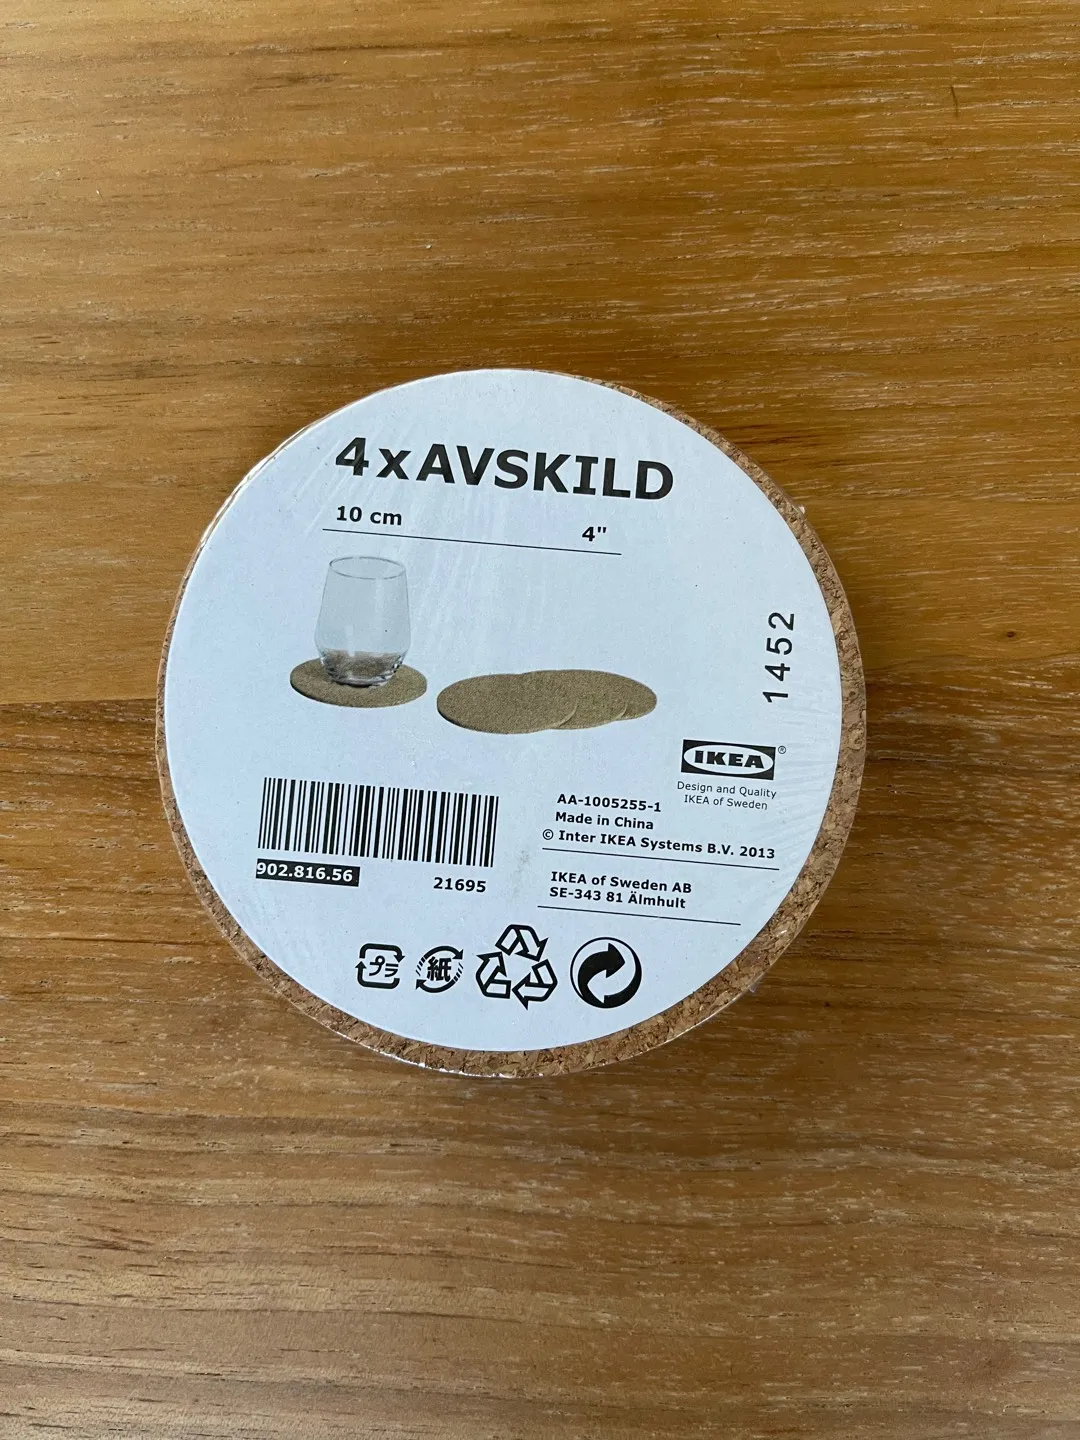 4xAVSKILD
10 cm
4"
1452
IKEA®
Design and Quality
IKEA of Sweden
AA-1005255-1
Made in China
© Inter IKEA Systems B.V. 2013
902.816.56
21695
IKEA of Sweden AB
SE-343 81 Älmhult
プラ
紙